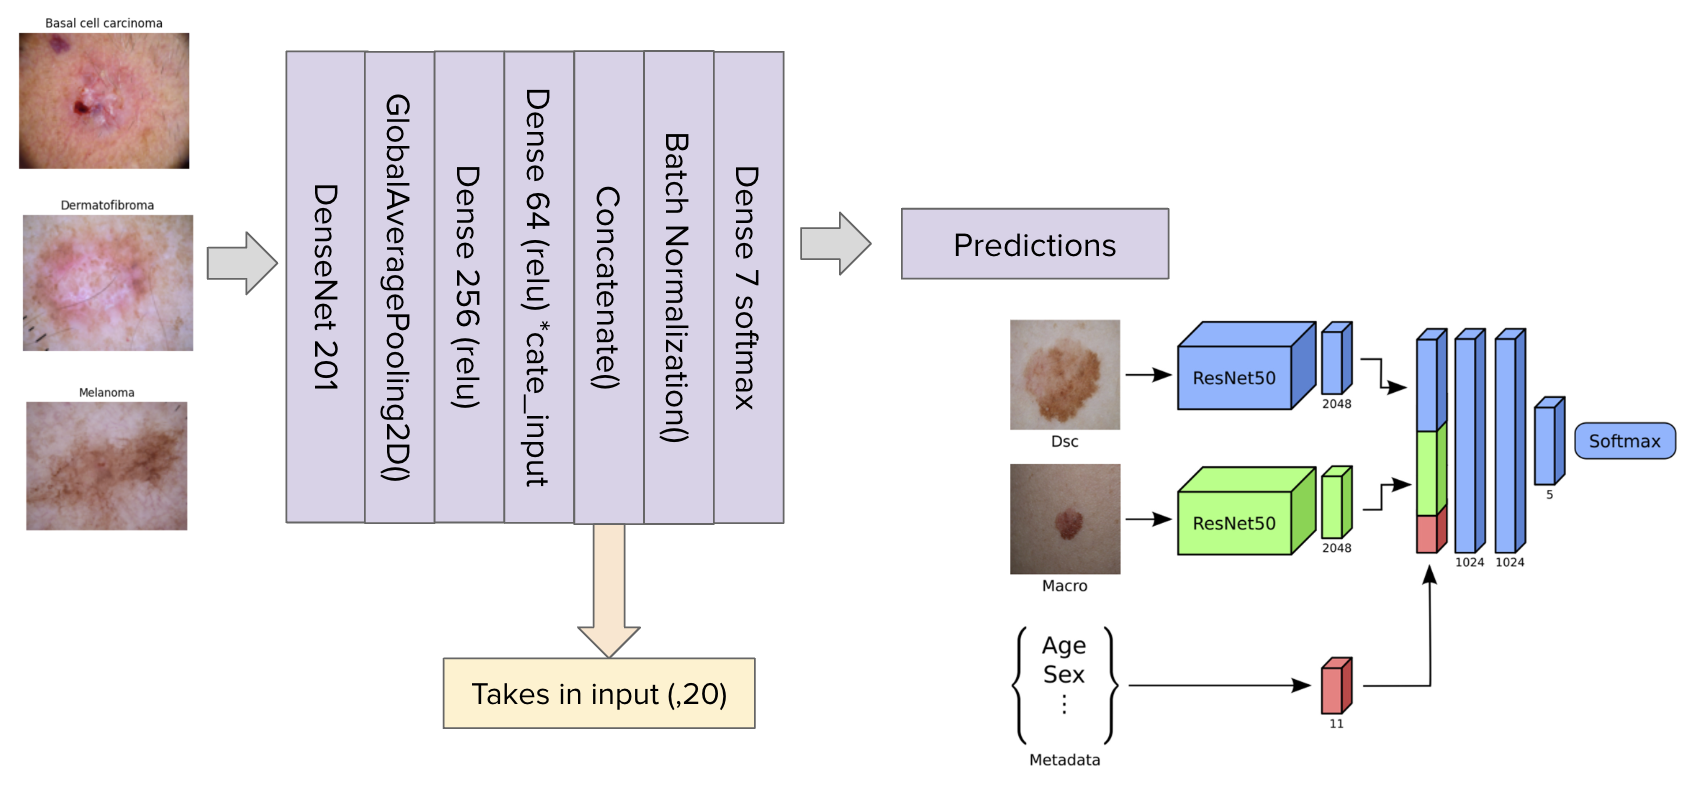 Basal cell carcinoma
Dermatofibroma
Melanoma
DenseNet 201
GlobalAveragePooling2D()
Dense 256 (relu)
Dense 64 (relu) *cate_input
Concatenate()
Batch Normalization()
Dense 7 softmax
Takes in input (,20)
Predictions
Dsc
ResNet50
2048
Macro
ResNet50
2048
Age
Sex
⋮
Metadata
11
1024
1024
5
Softmax